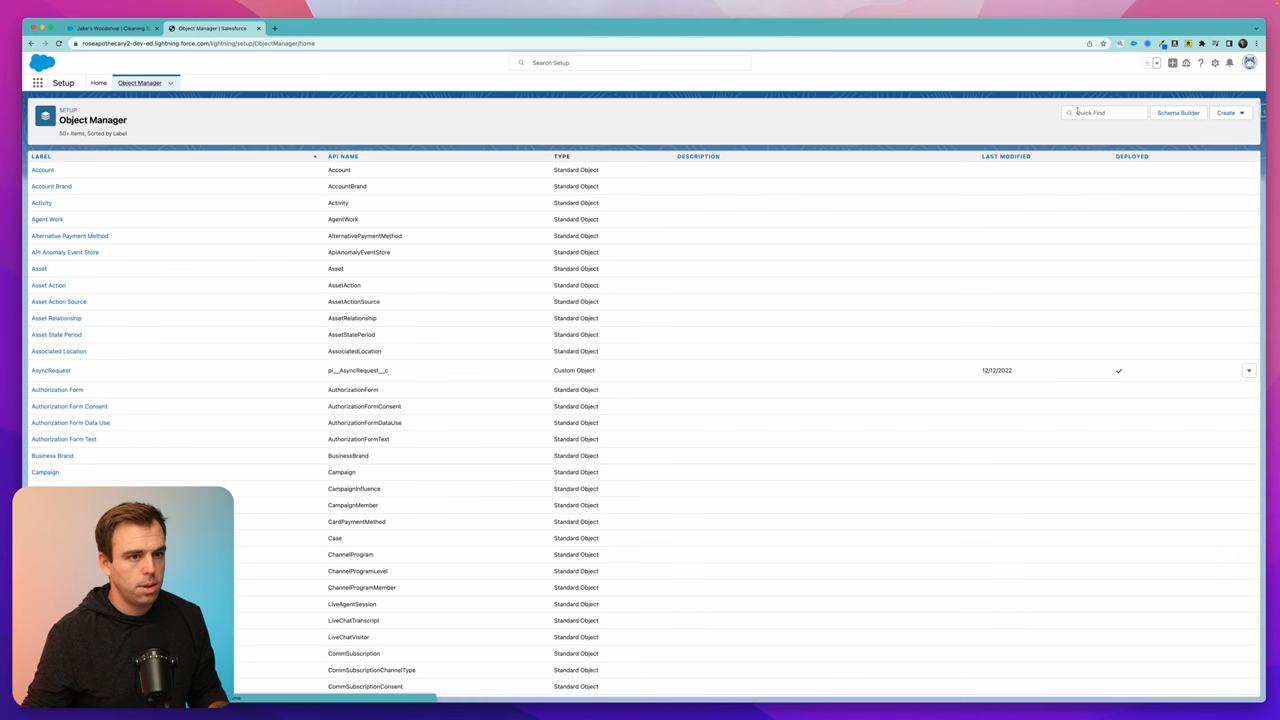 Jake's Woodshop | Cleaning S
Object Manager | Salesforce
roseapothecary2-dev-ed.lightning.force.com/lightning/setup/ObjectManager/home
Search Setup
Setup
Home
Object Manager
SETUP
Object Manager
50+ Items, Sorted by Label
Quick Find
Schema Builder
Create
LABEL API NAME TYPE DESCRIPTION LAST MODIFIED DEPLOYED
Account Account Standard Object
Account Brand AccountBrand Standard Object
Activity Activity Standard Object
Agent Work AgentWork Standard Object
Alternative Payment Method AlternativePaymentMethod Standard Object
API Anomaly Event Store ApiAnomalyEventStore Standard Object
Asset Asset Standard Object
Asset Action AssetAction Standard Object
Asset Action Source AssetActionSource Standard Object
Asset Relationship AssetRelationship Standard Object
Asset State Period AssetStatePeriod Standard Object
Associated Location AssociatedLocation Standard Object
AsyncRequest pi__AsyncRequest__c Custom Object 12/12/2022
Authorization Form AuthorizationForm Standard Object
Authorization Form Consent AuthorizationFormConsent Standard Object
Authorization Form Data Use AuthorizationFormDataUse Standard Object
Authorization Form Text AuthorizationFormText Standard Object
Business Brand BusinessBrand Standard Object
Campaign Campaign Standard Object
CampaignInfluence Standard Object
CampaignMember Standard Object
CardPaymentMethod Standard Object
Case Standard Object
ChannelProgram Standard Object
ChannelProgramLevel Standard Object
ChannelProgramMember Standard Object
LiveAgentSession Standard Object
LiveChatTranscript Standard Object
LiveChatVisitor Standard Object
CommSubscription Standard Object
CommSubscriptionChannelType Standard Object
CommSubscriptionConsent Standard Object